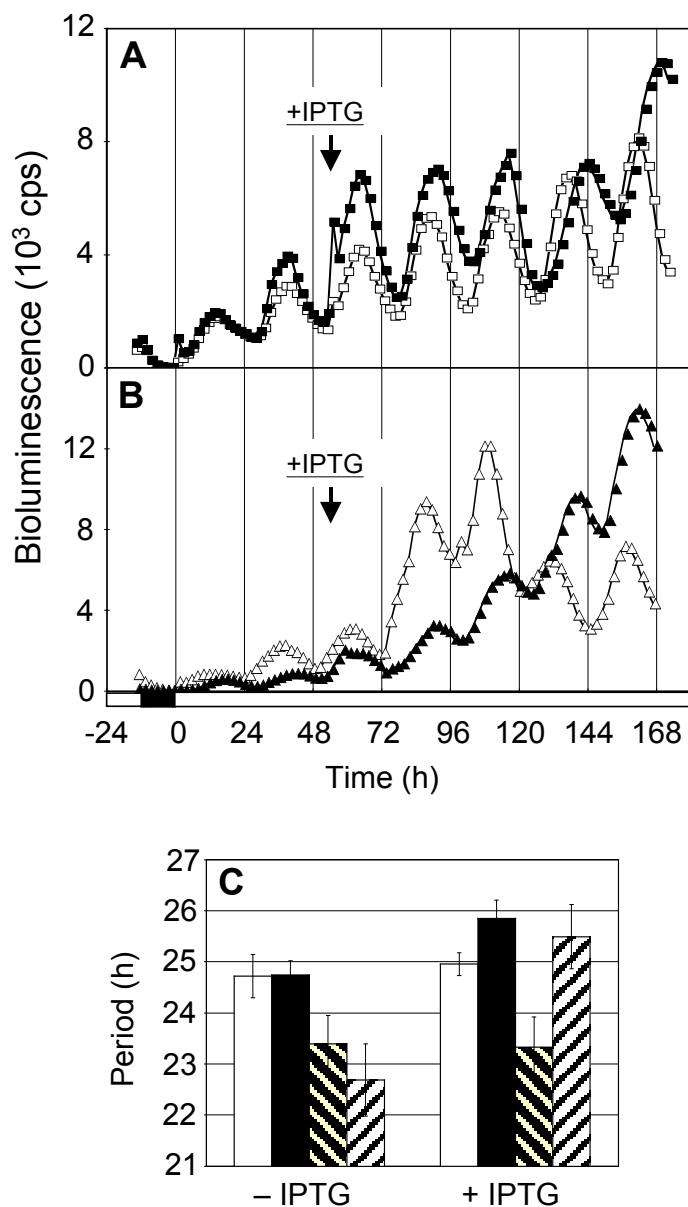 A
12
8
4
0
+IPTG
Bioluminescence (10³ cps)
B
12
8
4
0
+IPTG
-24 0 24 48 72 96 120 144 168
Time (h)
C
27
26
25
24
23
22
21
Period (h)
– IPTG + IPTG